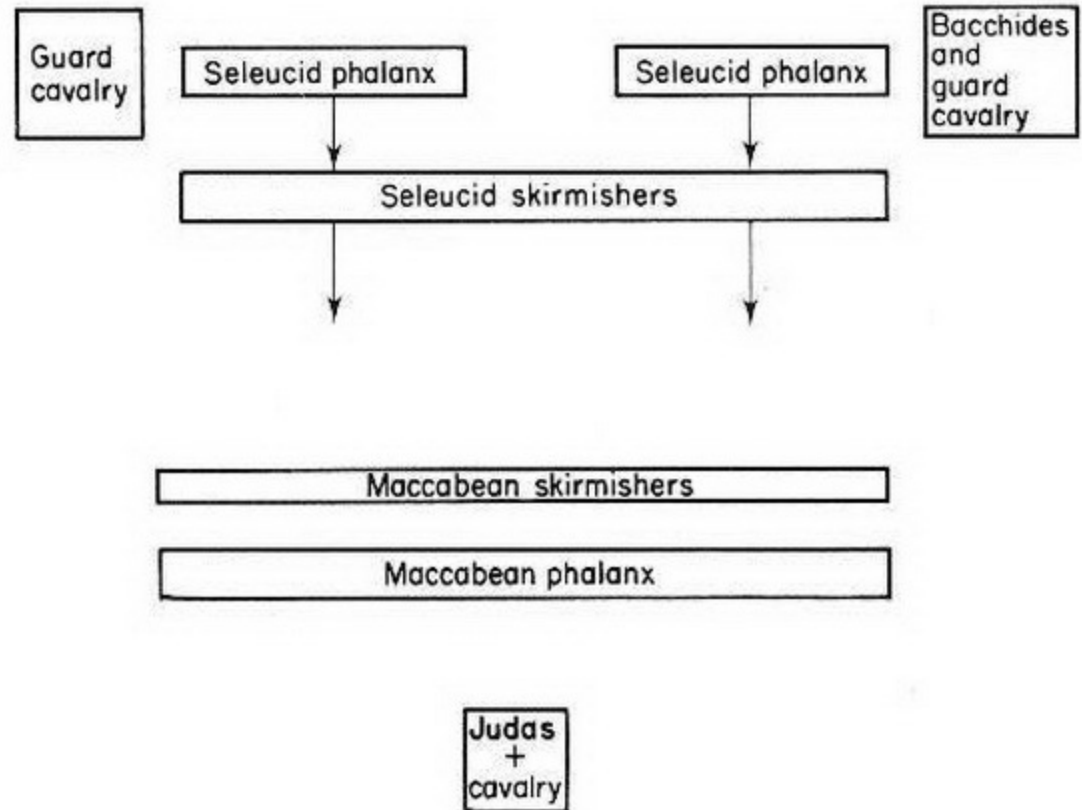 Guard
cavalry
Seleucid phalanx
Seleucid phalanx
Bacchides
and
guard
cavalry
Seleucid skirmishers
Maccabean skirmishers
Maccabean phalanx
Judas
+
cavalry